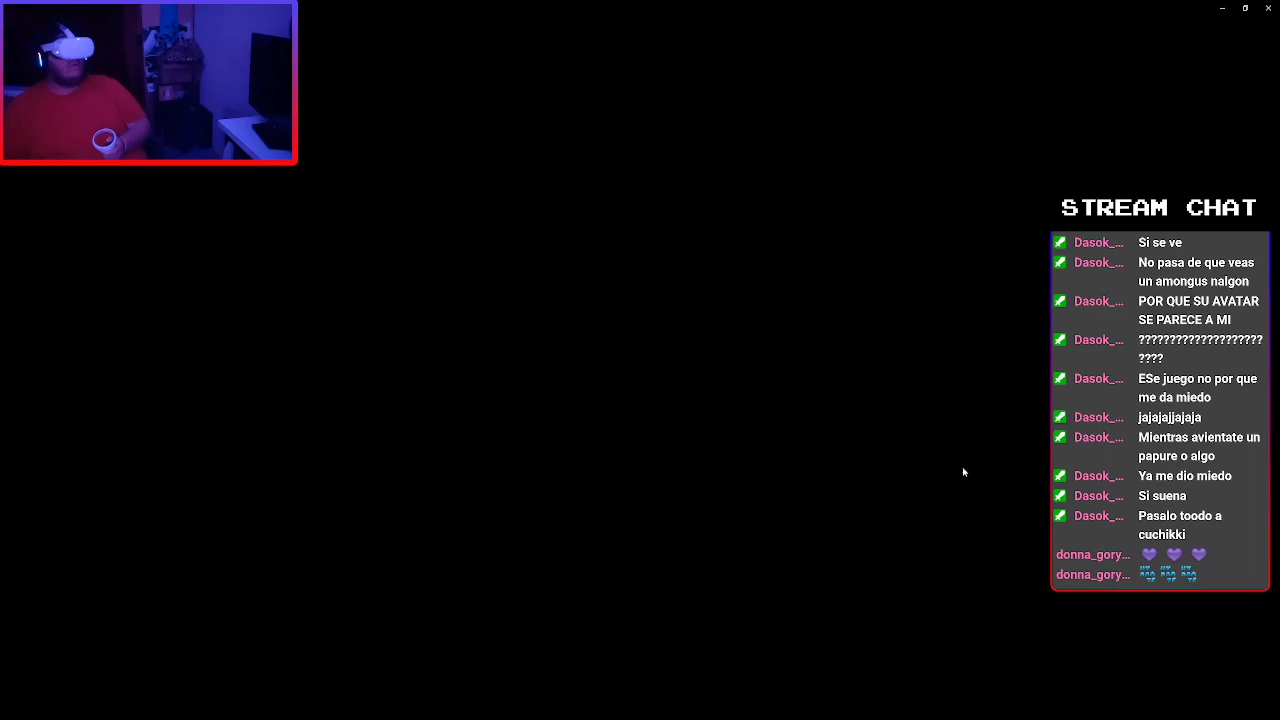 STREAM CHAT
Dasok_... Si se ve
Dasok_... No pasa de que veas
un amongus nalgon
Dasok_... POR QUE SU AVATAR
SE PARECE A MI
Dasok_... ????????????????????
????
Dasok_... ESe juego no por que
me da miedo
Dasok_... jajajajjajaja
Dasok_... Mientras avientate un
papure o algo
Dasok_... Ya me dio miedo
Dasok_... Si suena
Dasok_... Pasalo toodo a
cuchikki
donna_gory...
donna_gory...